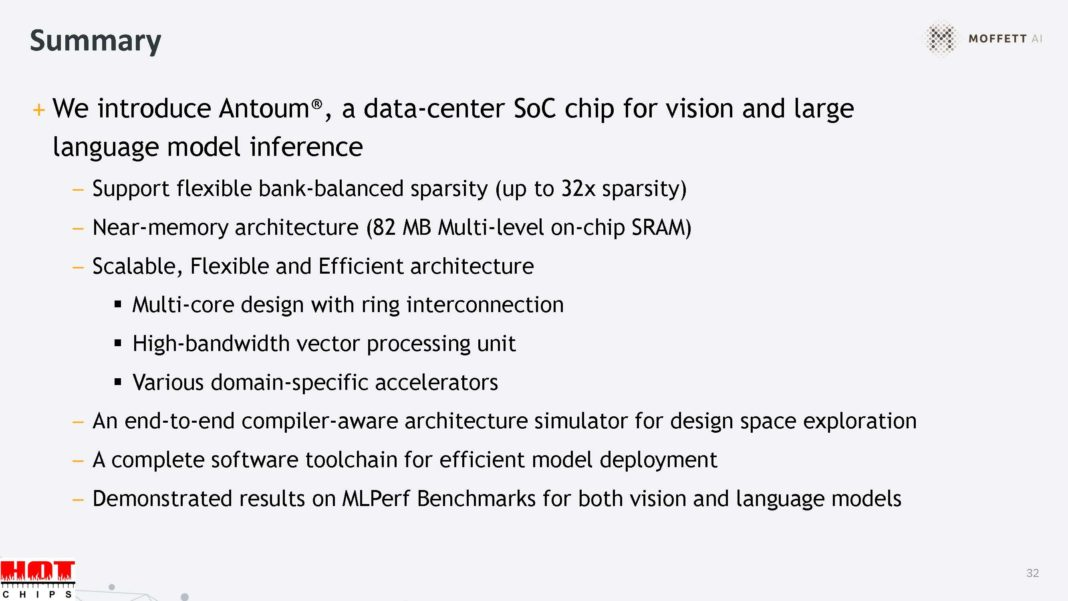 Summary
MOFFETT AI
+ We introduce Antoum®, a data-center SoC chip for vision and large
language model inference
– Support flexible bank-balanced sparsity (up to 32x sparsity)
– Near-memory architecture (82 MB Multi-level on-chip SRAM)
– Scalable, Flexible and Efficient architecture
▪ Multi-core design with ring interconnection
▪ High-bandwidth vector processing unit
▪ Various domain-specific accelerators
– An end-to-end compiler-aware architecture simulator for design space exploration
– A complete software toolchain for efficient model deployment
– Demonstrated results on MLPerf Benchmarks for both vision and language models
HOT
CHIPS
32